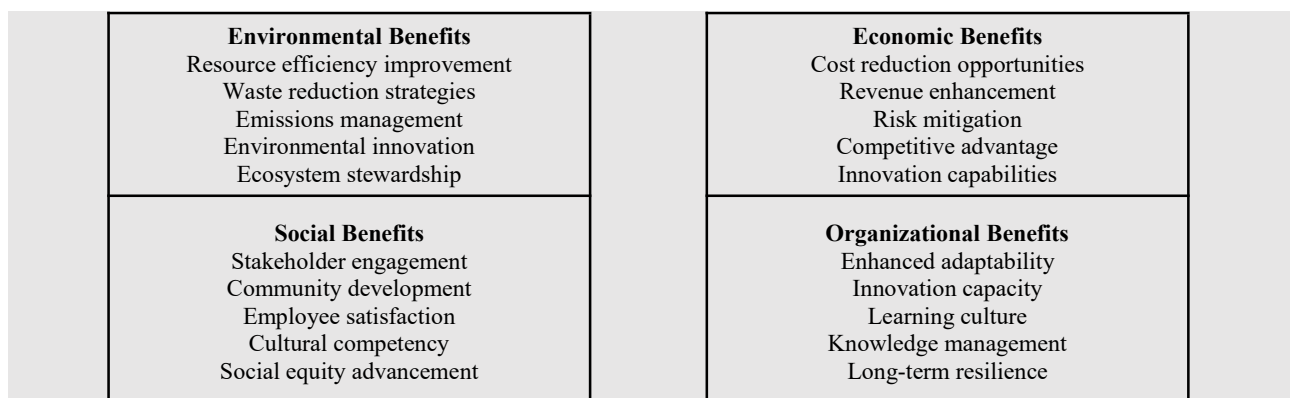 Environmental Benefits
Resource efficiency improvement
Waste reduction strategies
Emissions management
Environmental innovation
Ecosystem stewardship
Economic Benefits
Cost reduction opportunities
Revenue enhancement
Risk mitigation
Competitive advantage
Innovation capabilities
Social Benefits
Stakeholder engagement
Community development
Employee satisfaction
Cultural competency
Social equity advancement
Organizational Benefits
Enhanced adaptability
Innovation capacity
Learning culture
Knowledge management
Long-term resilience